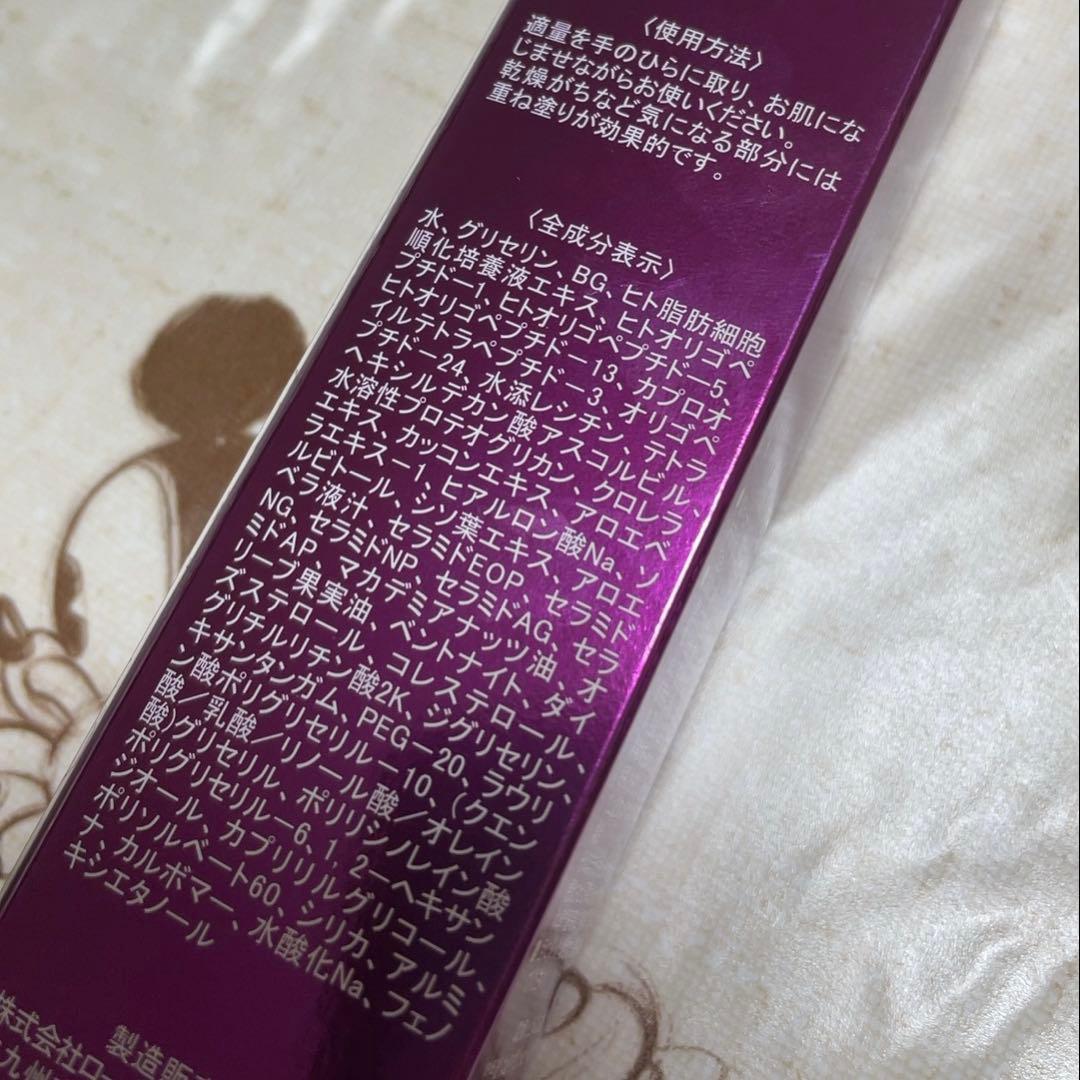 〈使用方法〉
適量を手のひらに取り、お肌にな
じませながらお使いください。
乾燥がちなど気になる部分には
重ね塗りが効果的です。
〈全成分表示〉
水、グリセリン、BG、ヒト脂肪細胞
順化培養液エキス、ヒトオリゴペ
プチドー1、ヒトオリゴペプチドー5、
ヒトオリゴペプチドー13、カプロオ
イルテトラペプチドー3、オリゴペ
プチドー24、水添レシチン、テトラ
ヘキシルデカン酸アスコルビル、
水溶性プロテオグリカン、クロレラ
エキス、カッコンエキス、アロエベ
ラエキスー1、ヒアルロン酸Na、ソ
ルビトール、シソ葉エキス、アロエ
ベラ液汁、セラミドEOP、セラミド
NG、セラミドNP、セラミドAG、セラ
ミドAP、マカデミアナッツ油、オ
リーブ果実油、ベントナイト、ダイ
ズステロール、コレステロール、
グリチルリチン酸2K、ジグリセリン、
キサンタンガム、PEG－20、ラウリ
ン酸ポリグリセリルー10、(クエン
酸／乳酸／リノール酸／オレイン
酸)グリセリル、ポリリシノレイン酸
ポリグリセリルー6、1, 2－ヘキサン
ジオール、カプリリルグリコール、
ポリソルベート60、シリカ、アルミ
ナ、カルボマー、水酸化Na、フェノ
キシエタノール
製造販
株式会社ロー
九州